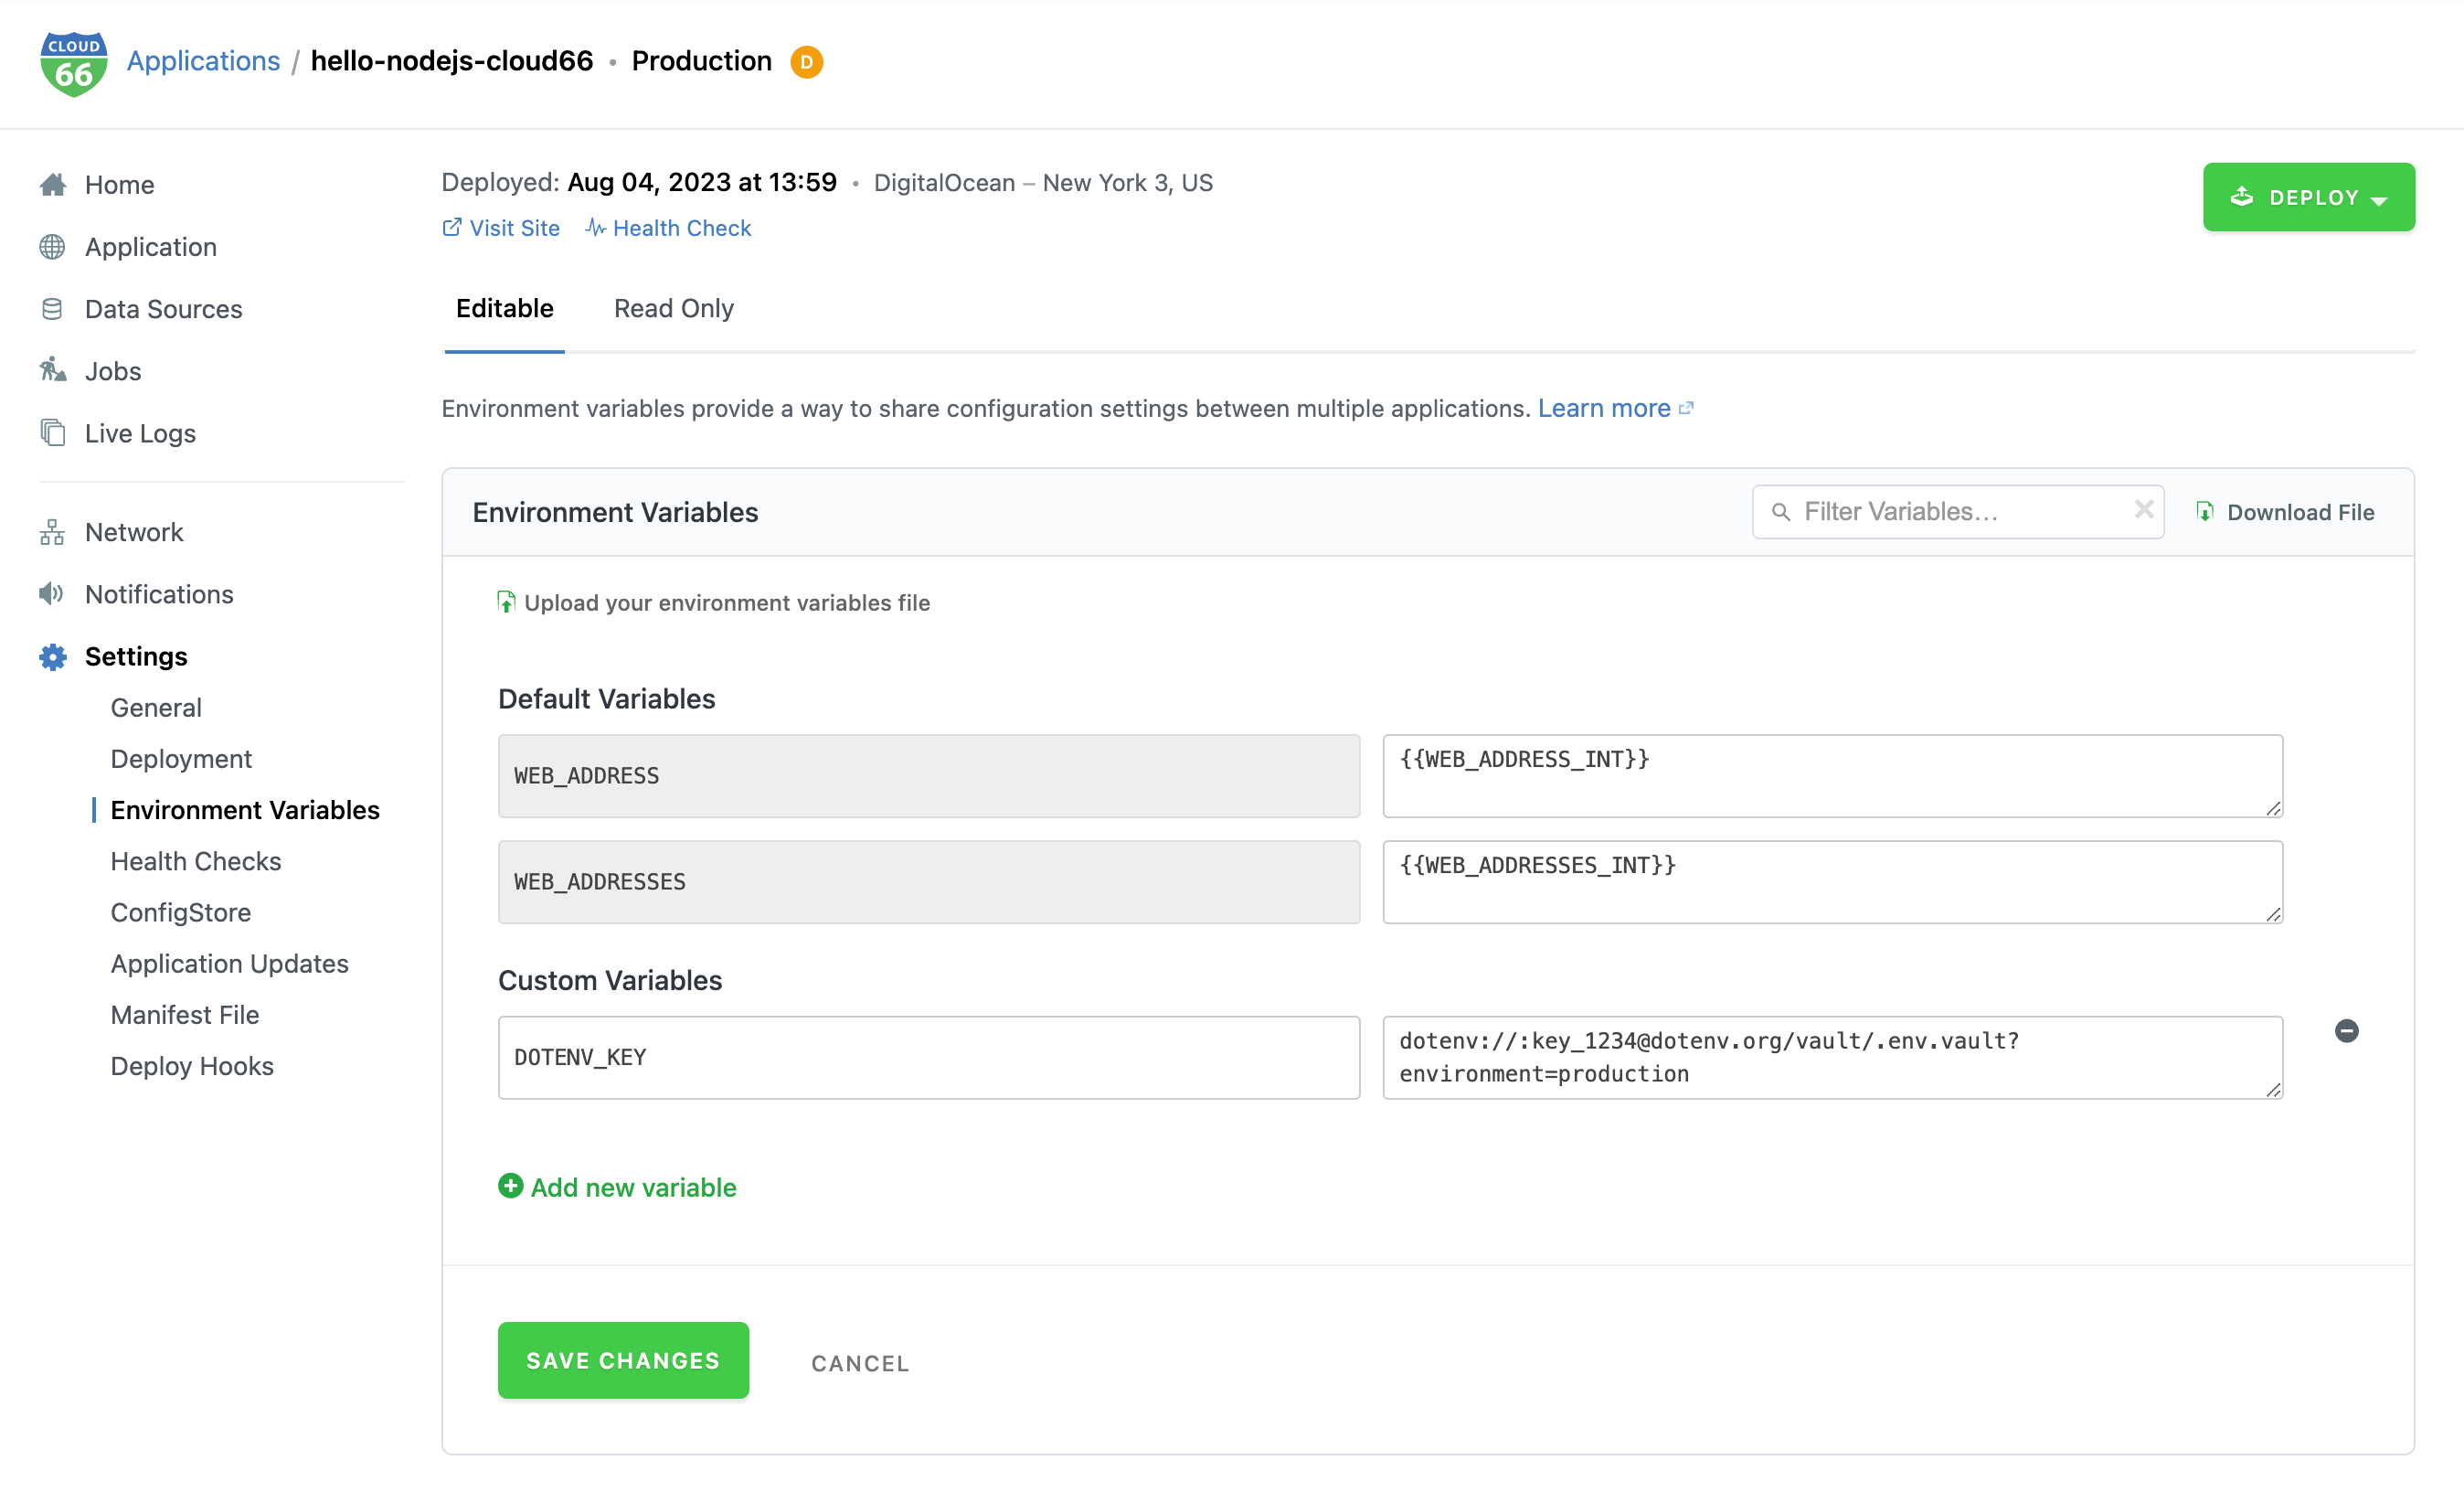 CLOUD
66
Applications / hello-nodejs-cloud66 • Production D
Deployed: Aug 04, 2023 at 13:59 • DigitalOcean – New York 3, US
Visit Site Health Check
DEPLOY
Home
Application
Data Sources
Jobs
Live Logs
Network
Notifications
Settings
General
Deployment
Environment Variables
Health Checks
ConfigStore
Application Updates
Manifest File
Deploy Hooks
Editable Read Only
Environment variables provide a way to share configuration settings between multiple applications. Learn more
Environment Variables
Filter Variables...
Download File
Upload your environment variables file
Default Variables
WEB_ADDRESS {{WEB_ADDRESS_INT}}
WEB_ADDRESSES {{WEB_ADDRESSES_INT}}
Custom Variables
DOTENV_KEY dotenv://:key_1234@dotenv.org/vault/.env.vault?
environment=production
Add new variable
SAVE CHANGES CANCEL